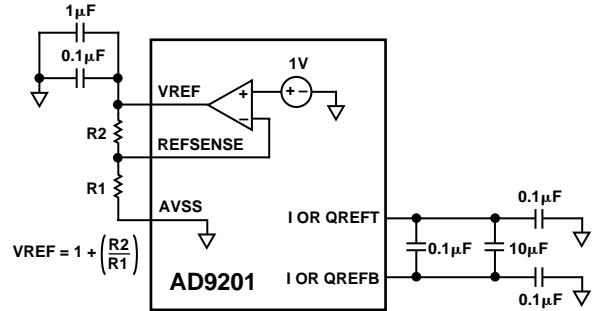 1μF
0.1μF
1V
VREF
+
+ −
−
R2
REFSENSE
R1
AVSS
VREF = 1 + (R2/R1)
AD9201
I OR QREFT
0.1μF
0.1μF
10μF
I OR QREFB
0.1μF